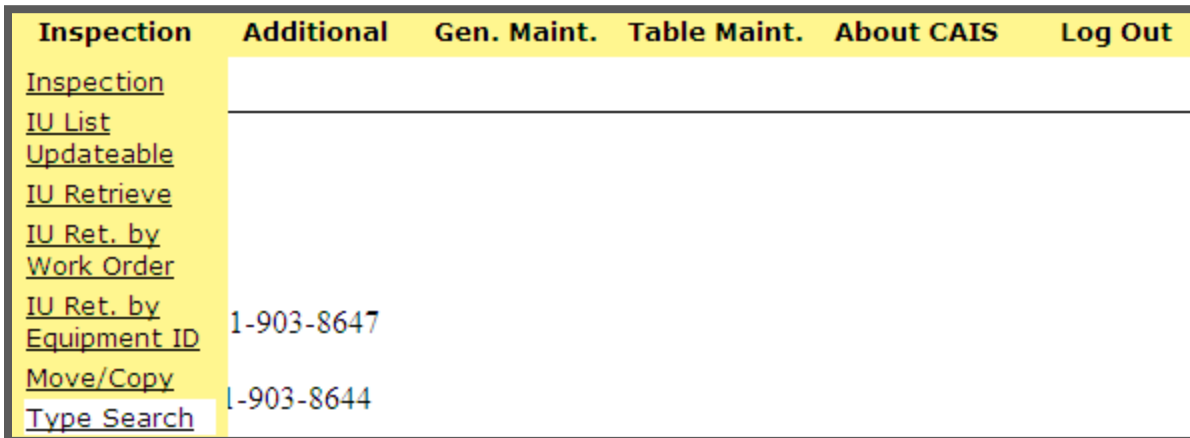 Inspection Additional Gen. Maint. Table Maint. About CAIS Log Out
Inspection
IU List
Updateable
IU Retrieve
IU Ret. by
Work Order
IU Ret. by
Equipment ID
1-903-8647
Move/Copy
1-903-8644
Type Search